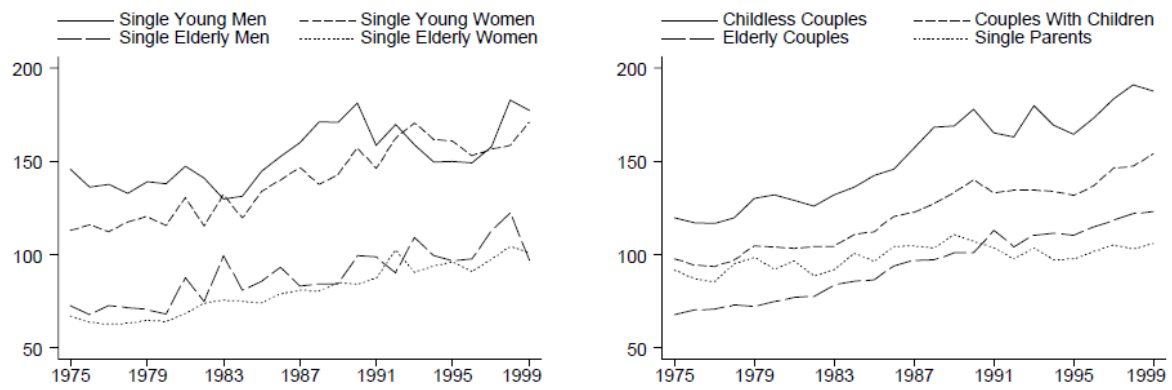 Single Young Men
Single Young Women
Single Elderly Men
Single Elderly Women
200
150
100
50
1975
1979
1983
1987
1991
1995
1999
Childless Couples
Couples With Children
Elderly Couples
Single Parents
200
150
100
50
1975
1979
1983
1987
1991
1995
1999